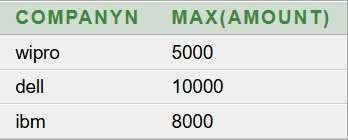 COMPANYN MAX(AMOUNT)
wipro 5000
dell 10000
ibm 8000